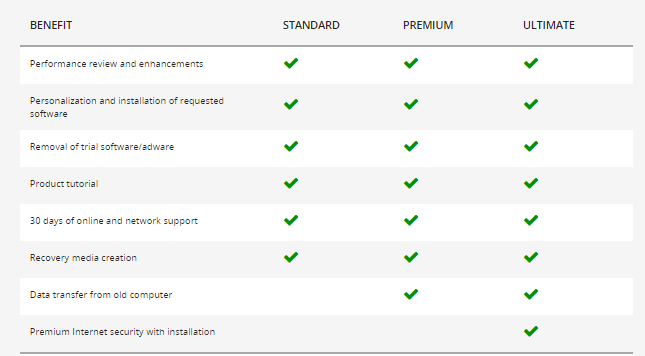 BENEFIT STANDARD PREMIUM ULTIMATE
Performance review and enhancements
Personalization and installation of requested
software
Removal of trial software/adware
Product tutorial
30 days of online and network support
Recovery media creation
Data transfer from old computer
Premium Internet security with installation